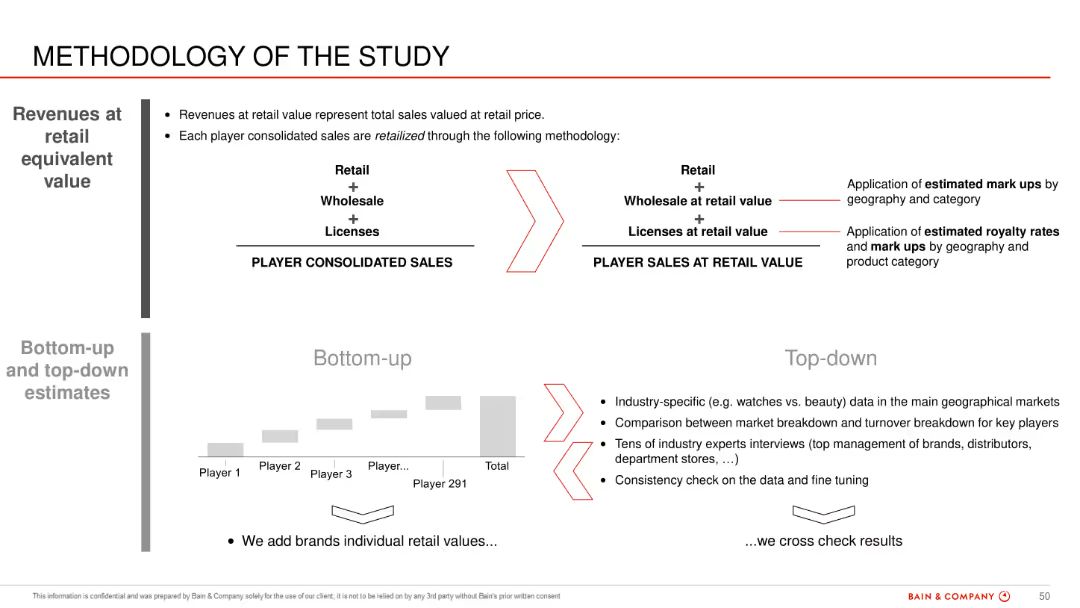 METHODOLOGY OF THE STUDY
Revenues at
retail
equivalent
value
• Revenues at retail value represent total sales valued at retail price.
• Each player consolidated sales are retailized through the following methodology:
Retail
+
Wholesale
+
Licenses
PLAYER CONSOLIDATED SALES
Retail
+
Wholesale at retail value
+
Licenses at retail value
PLAYER SALES AT RETAIL VALUE
Application of estimated mark ups by
geography and category
Application of estimated royalty rates
and mark ups by geography and
product category
Bottom-up
and top-down
estimates
Bottom-up
Player 1
Player 2
Player 3
Player...
Player 291
Total
• We add brands individual retail values...
Top-down
• Industry-specific (e.g. watches vs. beauty) data in the main geographical markets
• Comparison between market breakdown and turnover breakdown for key players
• Tens of industry experts interviews (top management of brands, distributors,
department stores, …)
• Consistency check on the data and fine tuning
...we cross check results
This information is confidential and was prepared by Bain & Company solely for the use of our client; it is not to be relied on by any 3rd party without Bain's prior written consent
BAIN & COMPANY
50